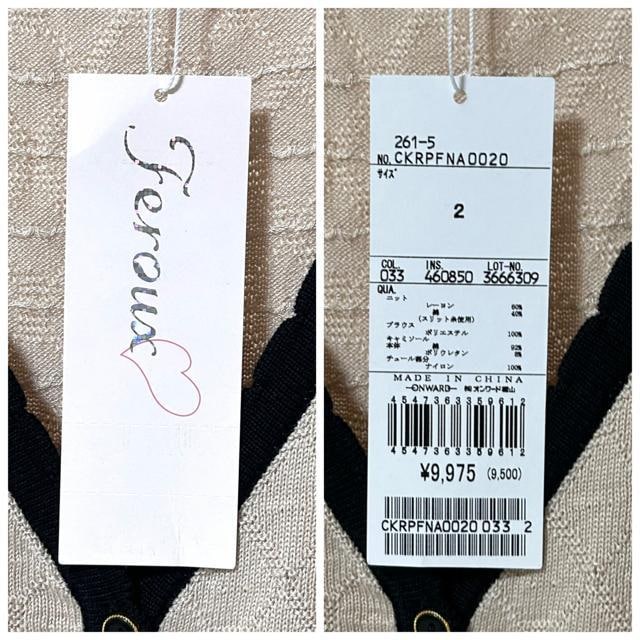 Feroux
261-5
NO. CKRPFNA0020
サイズ
2
COL. INS. LOT-NO.
033 460850 3666309
QUA.
ニット
レーヨン 60%
綿 40%
(スリット糸使用)
ブラウス
ポリエステル 100%
キャミソール
本体 綿 92%
ポリウレタン 8%
チュール部分
ナイロン 100%
MADE IN CHINA
—ONWARD— ㈱オンワード樫山
4547363359612
4547363359612
¥9,975 (9,500)
CKRPFNA0020 033 2